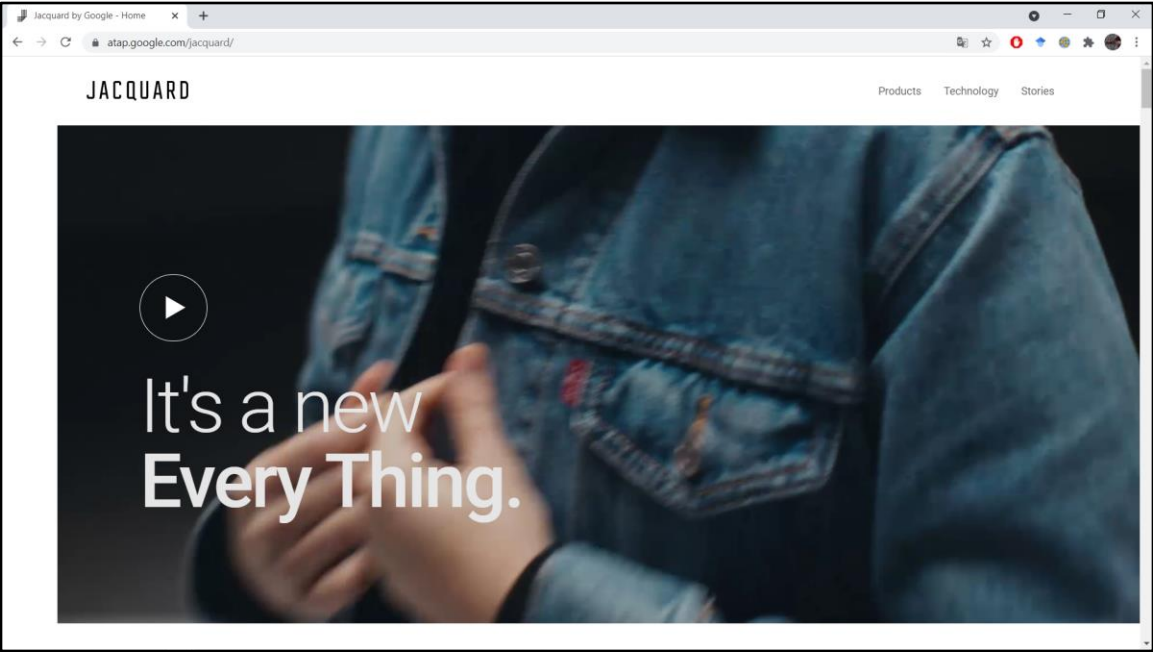 Jacquard by Google - Home
atap.google.com/jacquard/
JACQUARD
Products Technology Stories
It's a new
Every Thing.